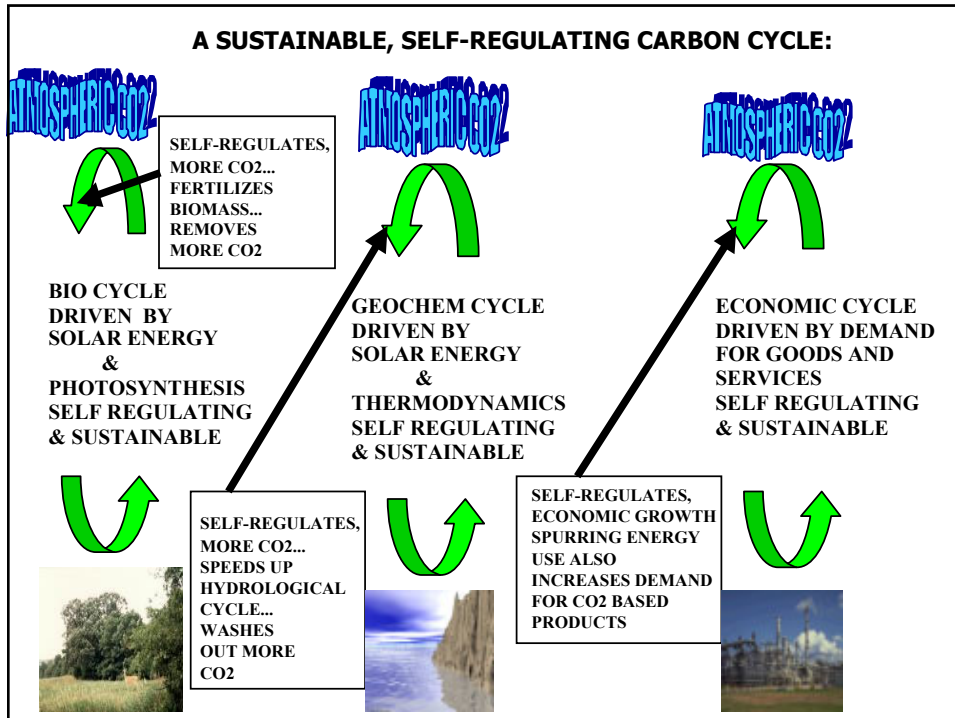 A SUSTAINABLE, SELF-REGULATING CARBON CYCLE:
ATMOSPHERIC CO2
SELF-REGULATES,
MORE CO2...
FERTILIZES
BIOMASS...
REMOVES
MORE CO2
BIO CYCLE
DRIVEN BY
SOLAR ENERGY
&
PHOTOSYNTHESIS
SELF REGULATING
& SUSTAINABLE
ATMOSPHERIC CO2
GEOCHEM CYCLE
DRIVEN BY
SOLAR ENERGY
&
THERMODYNAMICS
SELF REGULATING
& SUSTAINABLE
SELF-REGULATES,
MORE CO2...
SPEEDS UP
HYDROLOGICAL
CYCLE...
WASHES
OUT MORE
CO2
ATMOSPHERIC CO2
ECONOMIC CYCLE
DRIVEN BY DEMAND
FOR GOODS AND
SERVICES
SELF REGULATING
& SUSTAINABLE
SELF-REGULATES,
ECONOMIC GROWTH
SPURRING ENERGY
USE ALSO
INCREASES DEMAND
FOR CO2 BASED
PRODUCTS